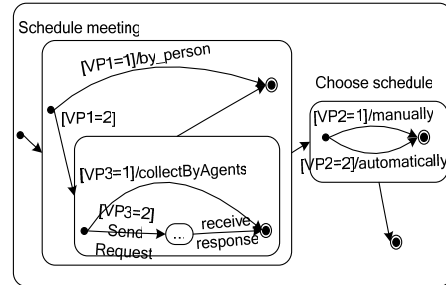 Schedule meeting
[VP1=1]/by_person
[VP1=2]
Choose schedule
[VP2=1]/manually
[VP2=2]/automatically
[VP3=1]/collectByAgents
[VP3=2]
Send
Request
...
receive
response